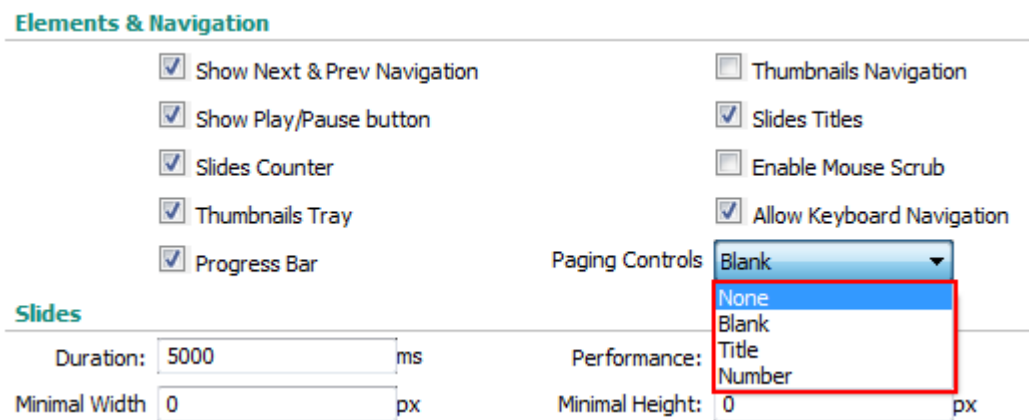 Elements & Navigation
Show Next & Prev Navigation
Thumbnails Navigation
Show Play/Pause button
Slides Titles
Slides Counter
Enable Mouse Scrub
Thumbnails Tray
Allow Keyboard Navigation
Progress Bar
Paging Controls Blank
None
Blank
Title
Number
Slides
Duration: 5000 ms
Performance:
Minimal Width 0 px
Minimal Height: 0 px